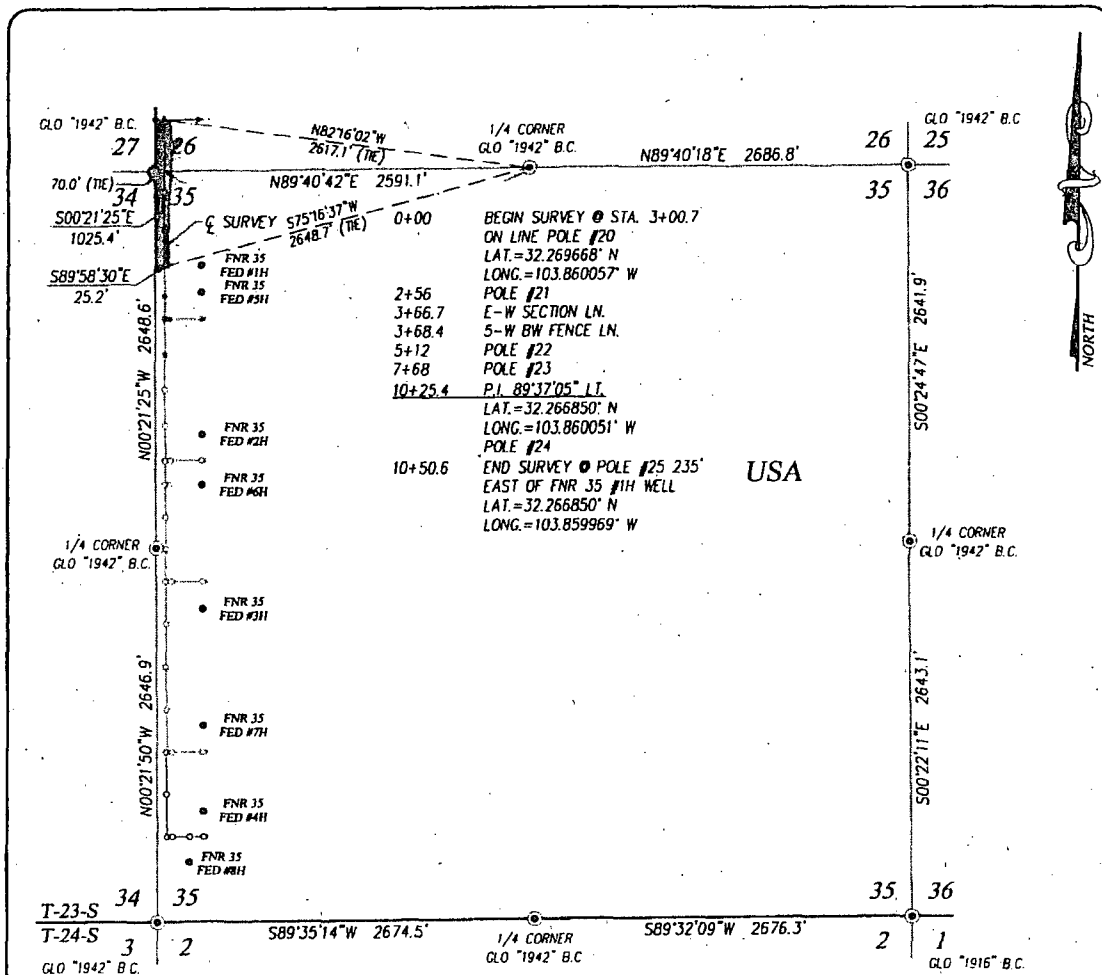 GLO "1942" B.C.
27 26
34 35
70.0' (TIE)
N82°16'02"W
2617.1' (TIE)
1/4 CORNER
GLO "1942" B.C.
N89°40'18"E 2686.8'
GLO "1942" B.C
26 25
35 36
N89°40'42"E 2591.1'
S00°21'25"E
1025.4'
℄ SURVEY
S75°16'37"W
2648.7' (TIE)
S89°58'30"E
25.2'
0+00 BEGIN SURVEY @ STA. 3+00.7
ON LINE POLE #20
LAT.=32.269668° N
LONG.=103.860057° W
2+56 POLE #21
3+66.7 E-W SECTION LN.
3+68.4 5-W BW FENCE LN.
5+12 POLE #22
7+68 POLE #23
10+25.4 P.I. 89°37'05" LT.
LAT.=32.266850° N
LONG.=103.860051° W
POLE #24
10+50.6 END SURVEY @ POLE #25 235'
EAST OF FNR 35 #1H WELL
LAT.=32.266850° N
LONG.=103.859969° W
USA
NORTH
FNR 35
FED #1H
FNR 35
FED #5H
N00°21'25"W 2648.6'
FNR 35
FED #2H
FNR 35
FED #6H
S00°24'47"E 2641.9'
1/4 CORNER
GLO "1942" B.C.
1/4 CORNER
GLO "1942" B.C.
FNR 35
FED #3H
N00°21'50"W 2646.9'
FNR 35
FED #7H
S00°22'11"E 2643.1'
FNR 35
FED #4H
FNR 35
FED #8H
34 35
35 36
T-23-S
T-24-S
3 2
S89°35'14"W 2674.5'
1/4 CORNER
GLO "1942" B.C
S89°32'09"W 2676.3'
2 1
GLO "1942" B.C.
GLO "1916" B.C